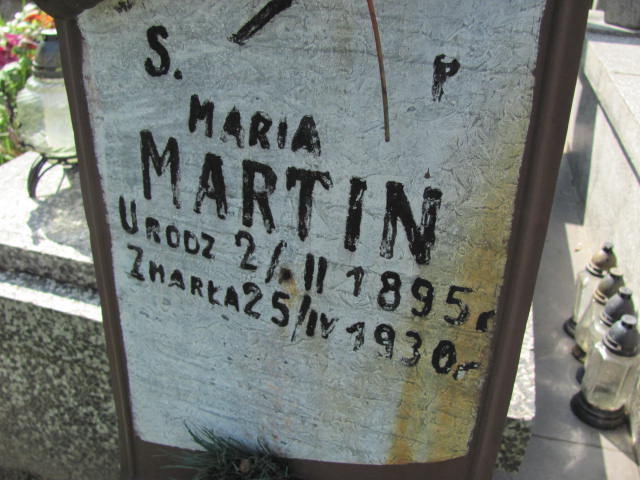 S. P
MARIA
MARTIN
URODZ 2/II 1895r
ZMARŁA 25/IV 1930r